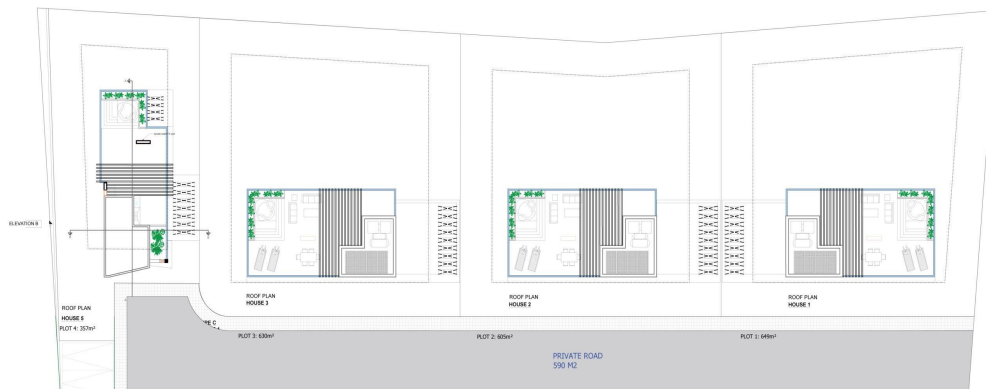 ELEVATION B
ROOF PLAN
HOUSE 5
PLOT 4: 357m²
ROOF PLAN
HOUSE 3
PLOT 3: 630m²
ROOF PLAN
HOUSE 2
PLOT 2: 605m²
ROOF PLAN
HOUSE 1
PLOT 1: 649m²
PRIVATE ROAD
590 M2